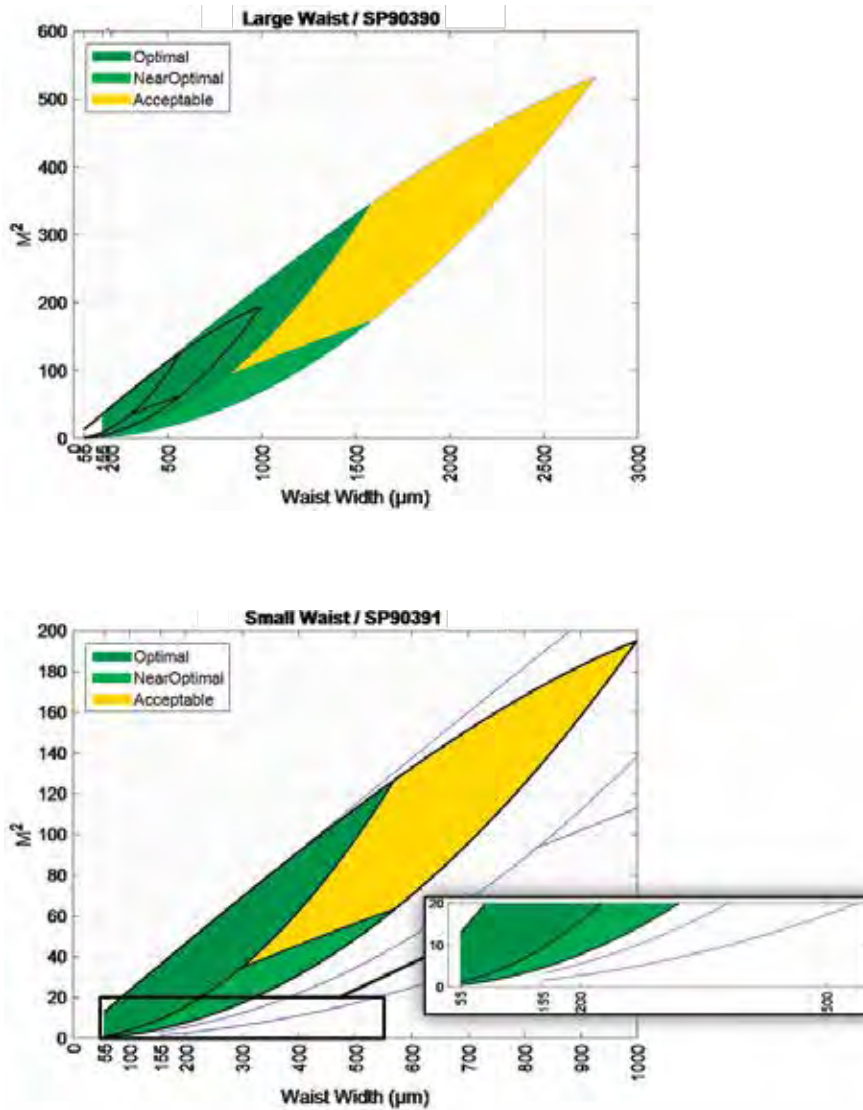 Large Waist / SP90390
600
Optimal
NearOptimal
Acceptable
500
400
M²
300
200
100
0
0 55 155 200 500 1000 1500 2000 2500 3000
Waist Width (µm)
Small Waist / SP90391
200
Optimal
NearOptimal
Acceptable
180
160
140
120
M²
100
80
60
40
20
0
20
10
0
55 155 200 500
0 55 100 155 200 300 400 500 600 700 800 900 1000
Waist Width (µm)